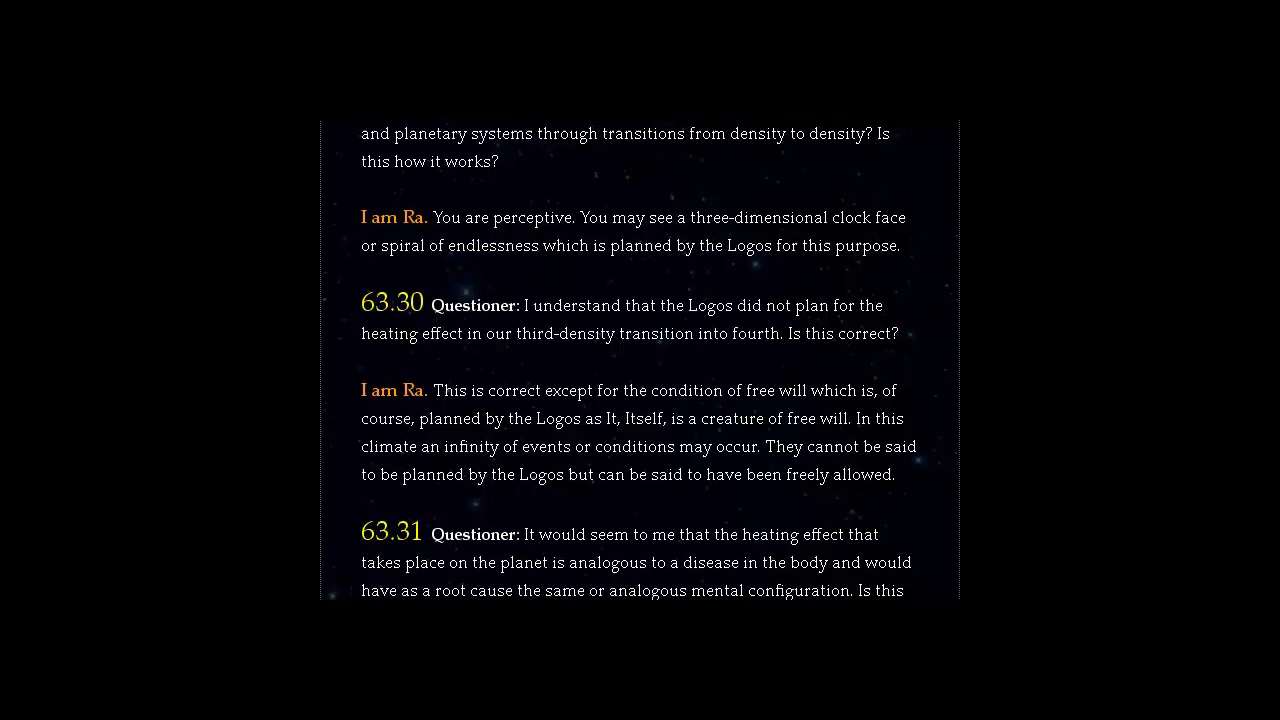 and planetary systems through transitions from density to density? Is
this how it works?
I am Ra. You are perceptive. You may see a three-dimensional clock face
or spiral of endlessness which is planned by the Logos for this purpose.
63.30 Questioner: I understand that the Logos did not plan for the
heating effect in our third-density transition into fourth. Is this correct?
I am Ra. This is correct except for the condition of free will which is, of
course, planned by the Logos as It, Itself, is a creature of free will. In this
climate an infinity of events or conditions may occur. They cannot be said
to be planned by the Logos but can be said to have been freely allowed.
63.31 Questioner: It would seem to me that the heating effect that
takes place on the planet is analogous to a disease in the body and would
have as a root cause the same or analogous mental configuration. Is this